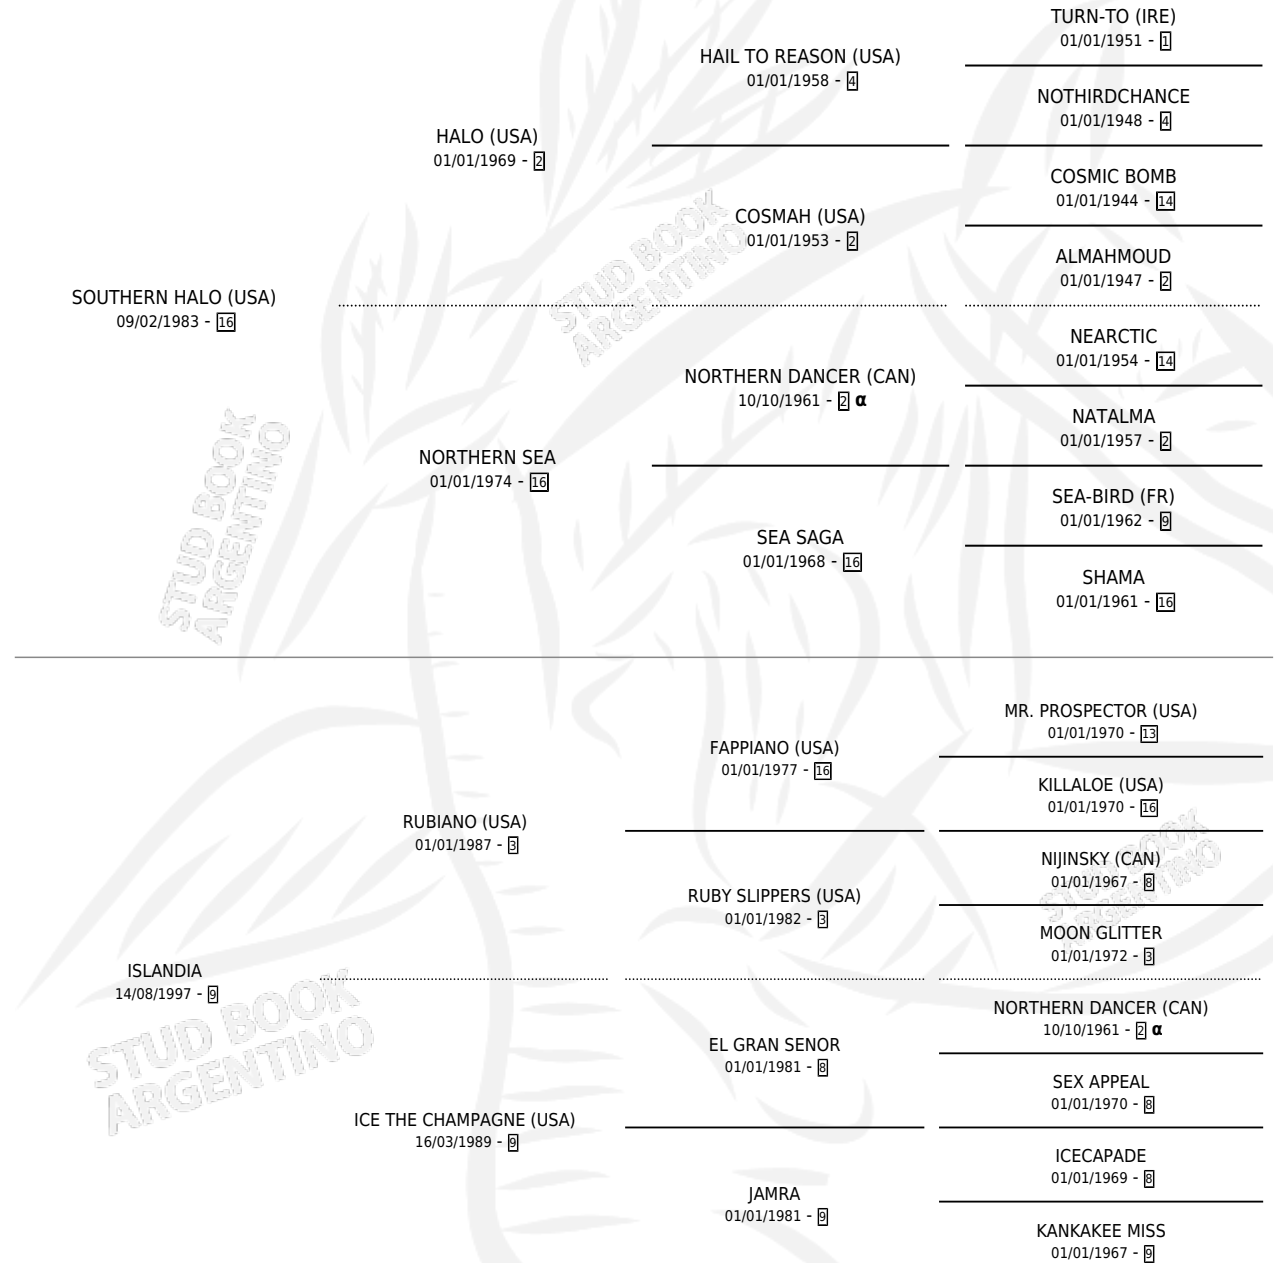 TURN-TO (IRE)
01/01/1951 - 1
HAIL TO REASON (USA)
01/01/1958 - 4
NOTHIRDCHANCE
01/01/1948 - 4
HALO (USA)
01/01/1969 - 2
COSMIC BOMB
01/01/1944 - 14
COSMAH (USA)
01/01/1953 - 2
ALMAHMOUD
01/01/1947 - 2
SOUTHERN HALO (USA)
09/02/1983 - 16
NEARCTIC
01/01/1954 - 14
NORTHERN DANCER (CAN)
10/10/1961 - 2 α
NATALMA
01/01/1957 - 2
NORTHERN SEA
01/01/1974 - 16
SEA-BIRD (FR)
01/01/1962 - 9
SEA SAGA
01/01/1968 - 16
SHAMA
01/01/1961 - 16
MR. PROSPECTOR (USA)
01/01/1970 - 13
FAPPIANO (USA)
01/01/1977 - 16
KILLALOE (USA)
01/01/1970 - 16
RUBIANO (USA)
01/01/1987 - 3
NIJINSKY (CAN)
01/01/1967 - 8
RUBY SLIPPERS (USA)
01/01/1982 - 3
MOON GLITTER
01/01/1972 - 3
ISLANDIA
14/08/1997 - 9
NORTHERN DANCER (CAN)
10/10/1961 - 2 α
EL GRAN SENOR
01/01/1981 - 8
SEX APPEAL
01/01/1970 - 8
ICE THE CHAMPAGNE (USA)
16/03/1989 - 9
ICECAPADE
01/01/1969 - 8
JAMRA
01/01/1981 - 9
KANKAKEE MISS
01/01/1967 - 9
STUD BOOK
ARGENTINO
STUD BOOK
ARGENTINO
STUD BOOK
ARGENTINO
STUD BOOK
ARGENTINO